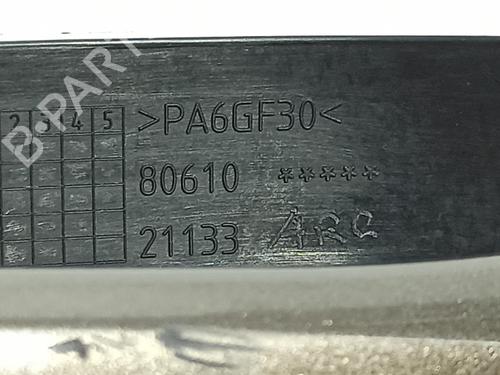 2 3 4 5 >PA6GF30<
80610 *****
21133 ARC
B-PARTS